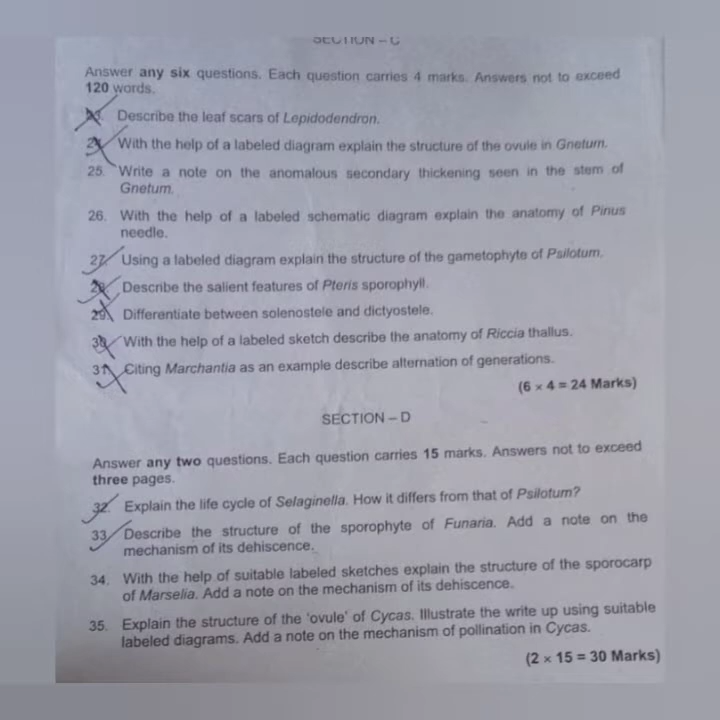 SECTION – C
Answer any six questions. Each question carries 4 marks. Answers not to exceed
120 words.
23. Describe the leaf scars of Lepidodendron.
24. With the help of a labeled diagram explain the structure of the ovule in Gnetum.
25. Write a note on the anomalous secondary thickening seen in the stem of
Gnetum.
26. With the help of a labeled schematic diagram explain the anatomy of Pinus
needle.
27. Using a labeled diagram explain the structure of the gametophyte of Psilotum.
28. Describe the salient features of Pteris sporophyll.
29. Differentiate between solenostele and dictyostele.
30. With the help of a labeled sketch describe the anatomy of Riccia thallus.
31. Citing Marchantia as an example describe alternation of generations.
(6 × 4 = 24 Marks)
SECTION – D
Answer any two questions. Each question carries 15 marks. Answers not to exceed
three pages.
32. Explain the life cycle of Selaginella. How it differs from that of Psilotum?
33. Describe the structure of the sporophyte of Funaria. Add a note on the
mechanism of its dehiscence.
34. With the help of suitable labeled sketches explain the structure of the sporocarp
of Marselia. Add a note on the mechanism of its dehiscence.
35. Explain the structure of the 'ovule' of Cycas. Illustrate the write up using suitable
labeled diagrams. Add a note on the mechanism of pollination in Cycas.
(2 × 15 = 30 Marks)